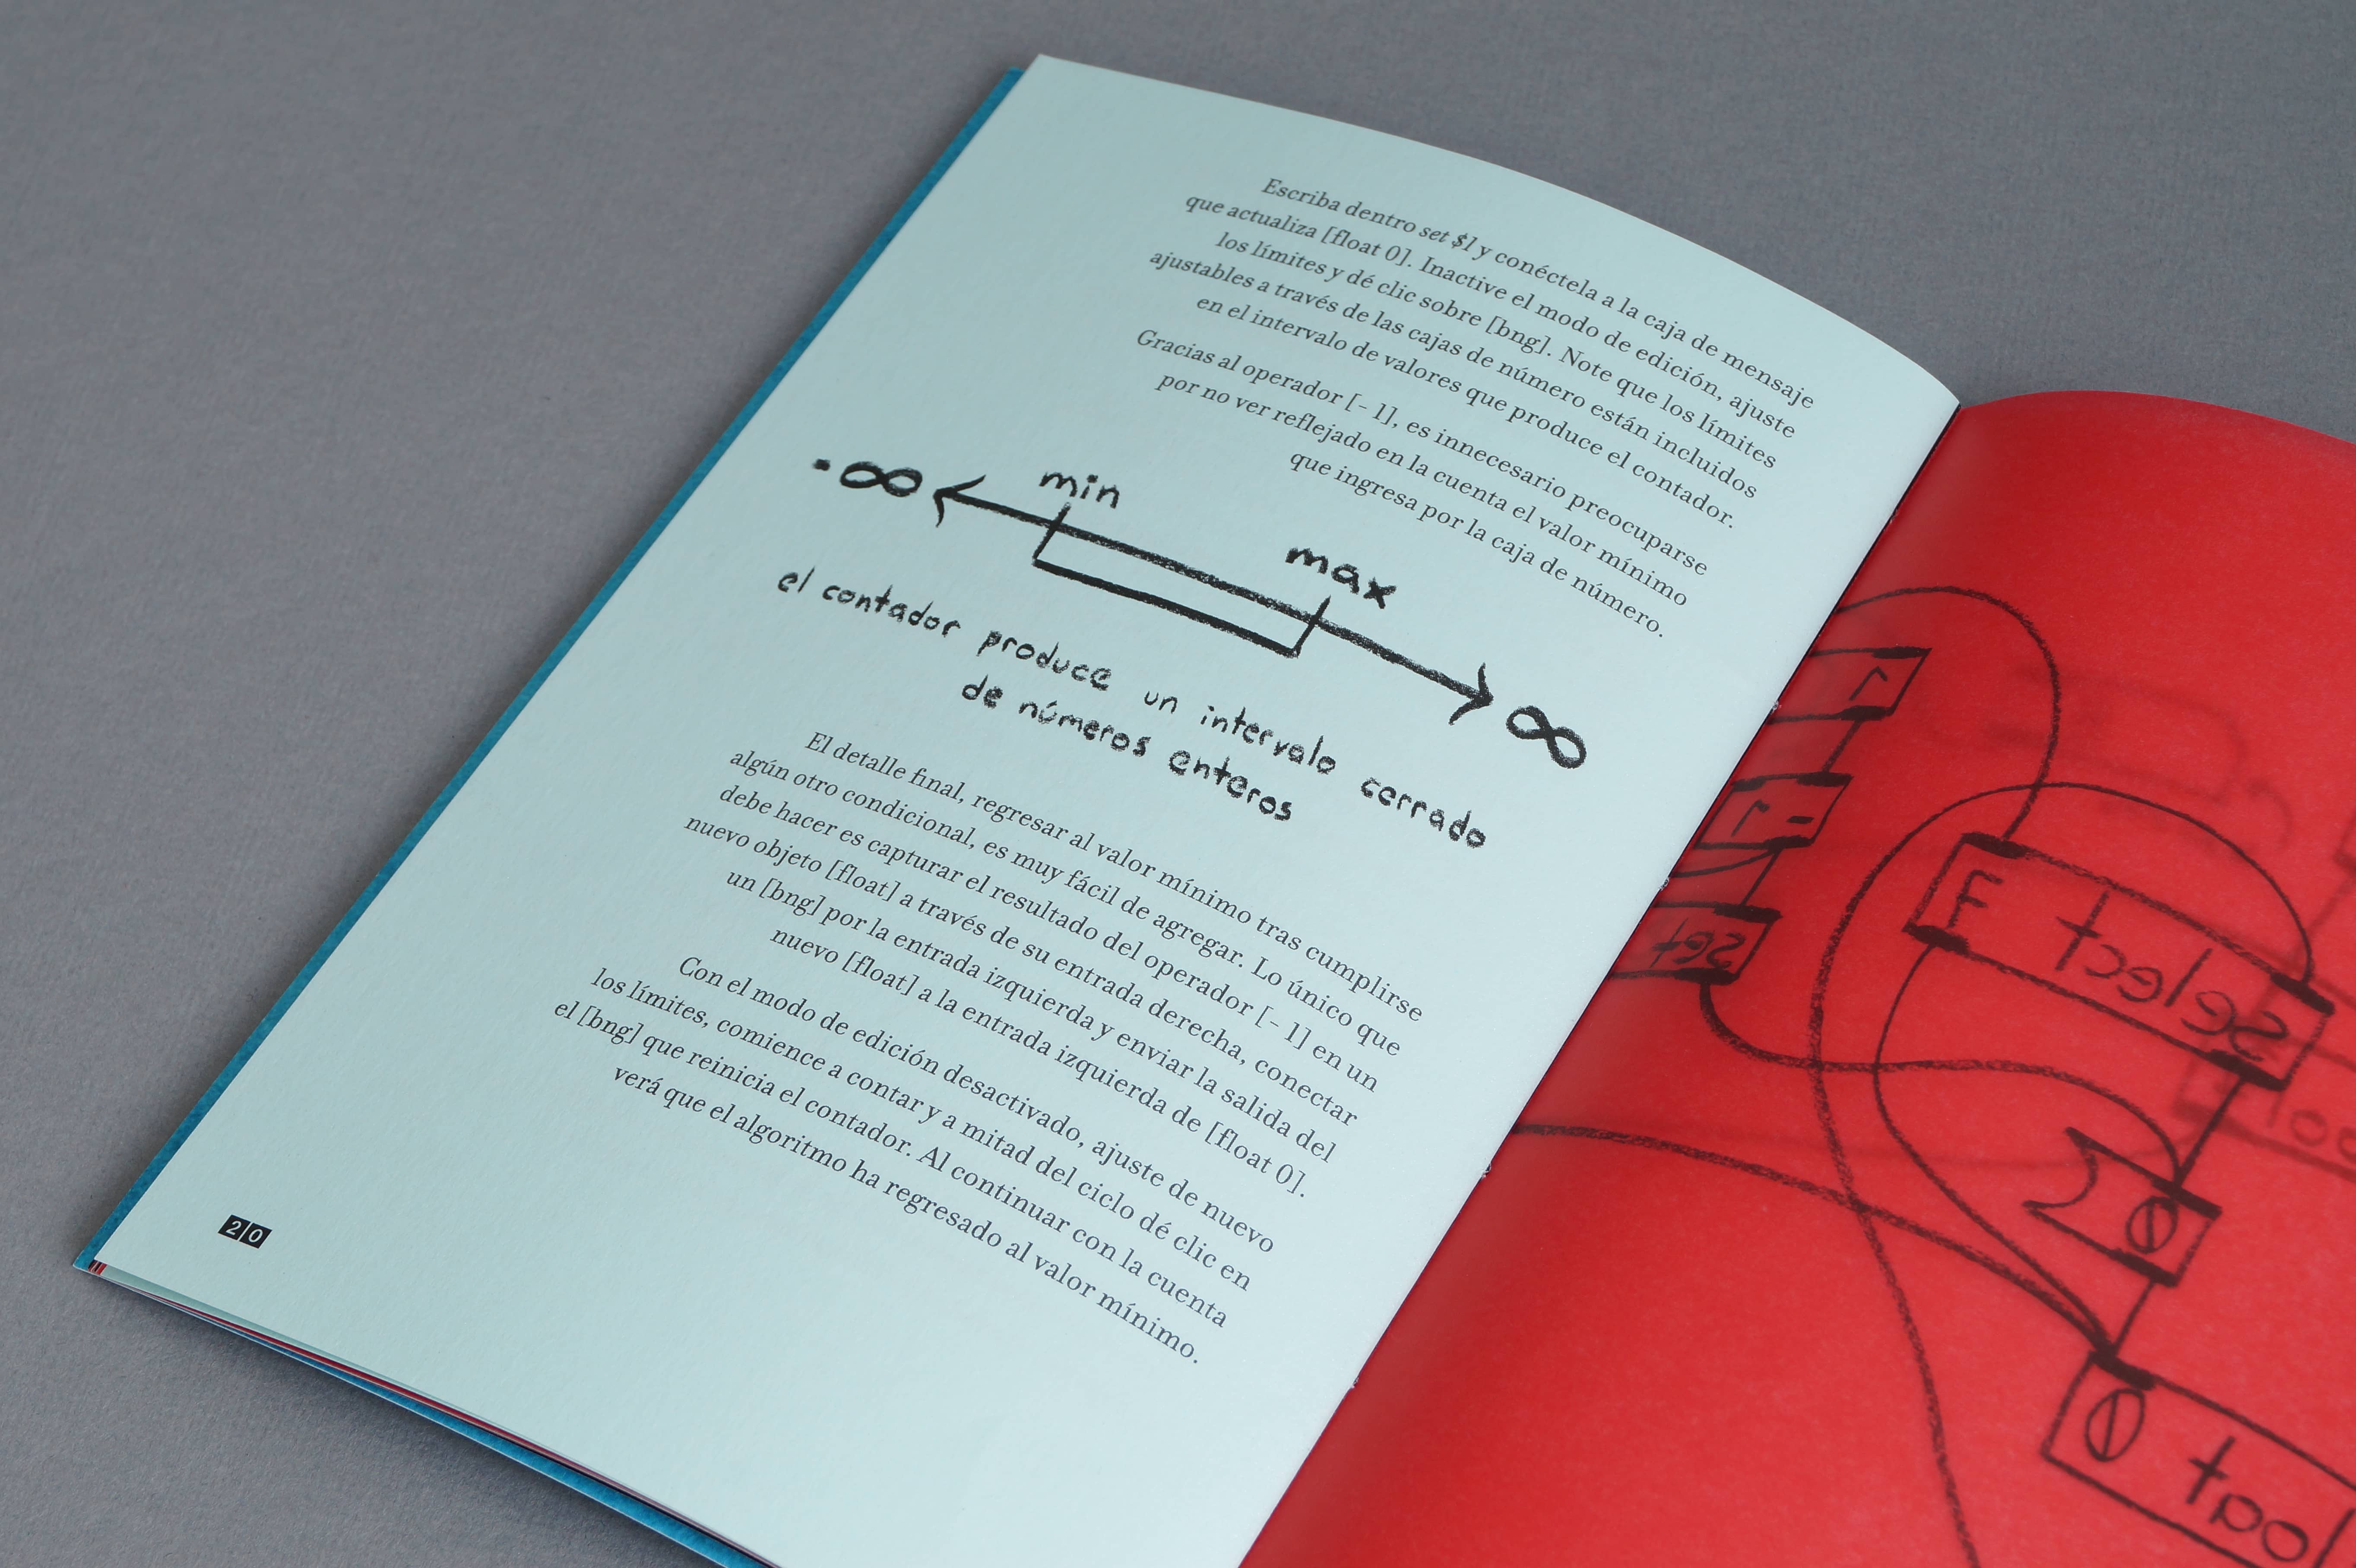 Escriba dentro set $1 y conéctela a la caja de mensaje
que actualiza [float 0]. Inactive el modo de edición, ajuste
los límites y dé clic sobre [bng]. Note que los límites
ajustables a través de las cajas de número están incluidos
en el intervalo de valores que produce el contador.
Gracias al operador [- 1], es innecesario preocuparse
por no ver reflejado en la cuenta el valor mínimo
que ingresa por la caja de número.
-∞
min
max
∞
el contador produce un intervalo cerrado
de números enteros
El detalle final, regresar al valor mínimo tras cumplirse
algún otro condicional, es muy fácil de agregar. Lo único que
debe hacer es capturar el resultado del operador [- 1] en un
nuevo objeto [float] a través de su entrada derecha, conectar
un [bng] por la entrada izquierda y enviar la salida del
nuevo [float] a la entrada izquierda de [float 0].
Con el modo de edición desactivado, ajuste de nuevo
los límites, comience a contar y a mitad del ciclo dé clic en
el [bng] que reinicia el contador. Al continuar con la cuenta
verá que el algoritmo ha regresado al valor mínimo.
20
- 1
set
select 7
0
oat 0